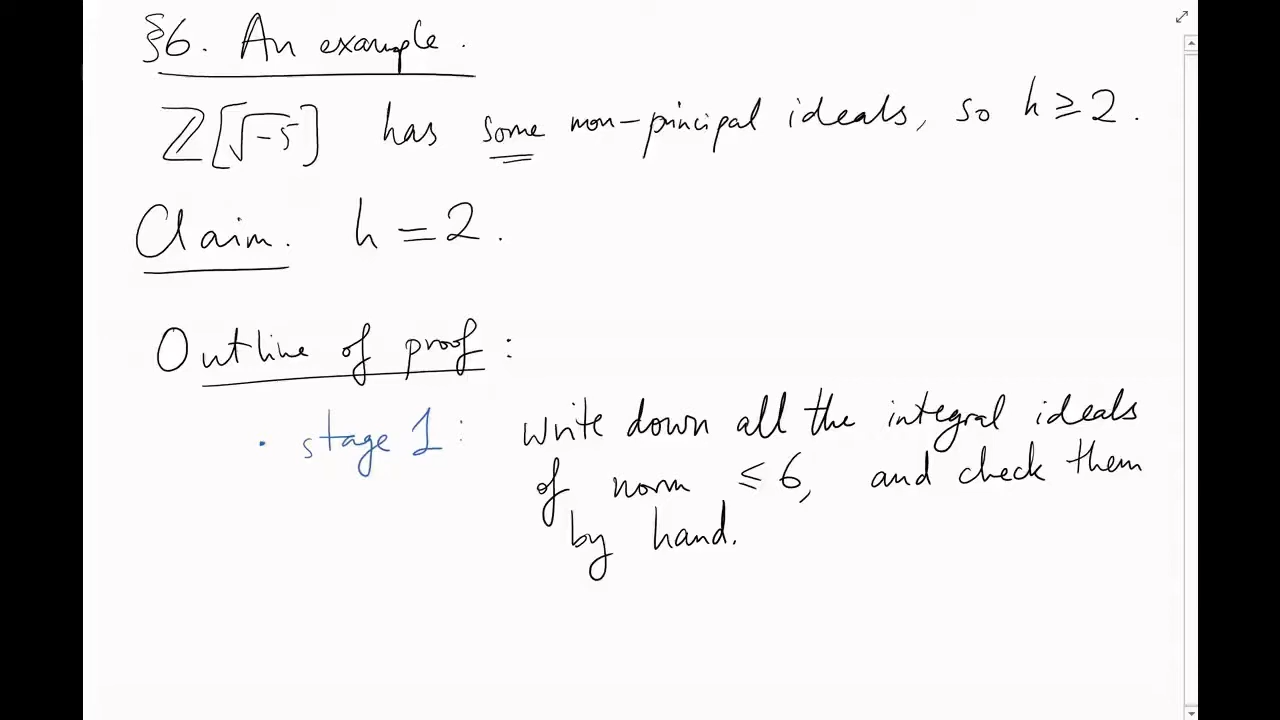 §6. An example.
ℤ[√-5] has some non-principal ideals, so h ≥ 2.
Claim. h = 2.
Outline of proof:
· stage 1: write down all the integral ideals
of norm ≤ 6, and check them
by hand.